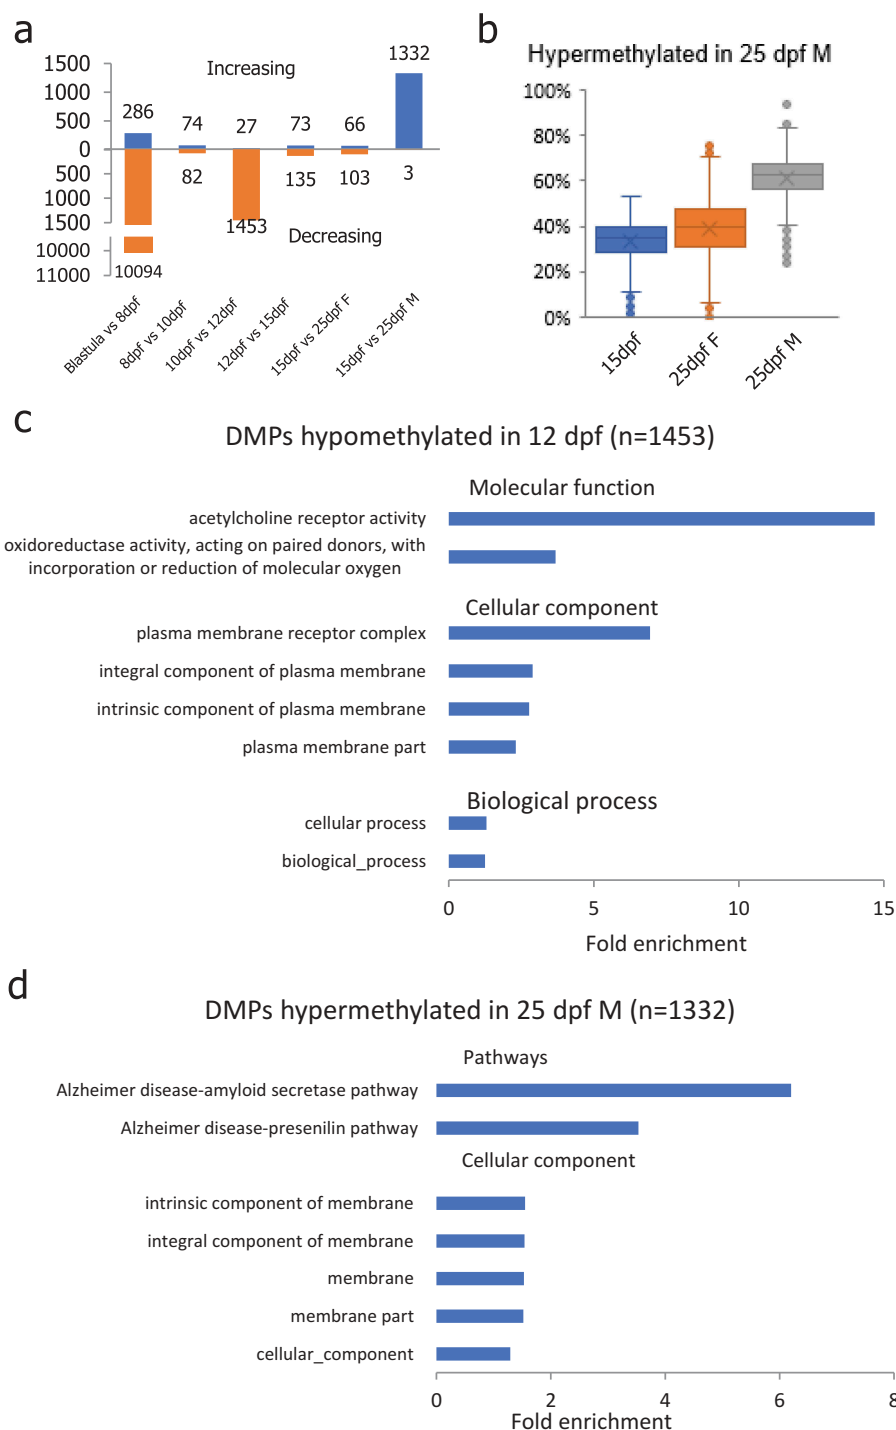 a
1500
1000
500
0
500
1000
1500
10000
11000
Increasing
Decreasing
286
74
27
73
66
1332
10094
82
1453
135
103
3
Blastula vs 8dpf
8dpf vs 10dpf
10dpf vs 12dpf
12dpf vs 15dpf
15dpf vs 25dpf F
15dpf vs 25dpf M
b
Hypermethylated in 25 dpf M
100%
80%
60%
40%
20%
0%
15dpf
25dpf F
25dpf M
c
DMPs hypomethylated in 12 dpf (n=1453)
Molecular function
acetylcholine receptor activity
oxidoreductase activity, acting on paired donors, with
incorporation or reduction of molecular oxygen
Cellular component
plasma membrane receptor complex
integral component of plasma membrane
intrinsic component of plasma membrane
plasma membrane part
Biological process
cellular process
biological_process
0 5 10 15
Fold enrichment
d
DMPs hypermethylated in 25 dpf M (n=1332)
Pathways
Alzheimer disease-amyloid secretase pathway
Alzheimer disease-presenilin pathway
Cellular component
intrinsic component of membrane
integral component of membrane
membrane
membrane part
cellular_component
0 2 4 6 8
Fold enrichment